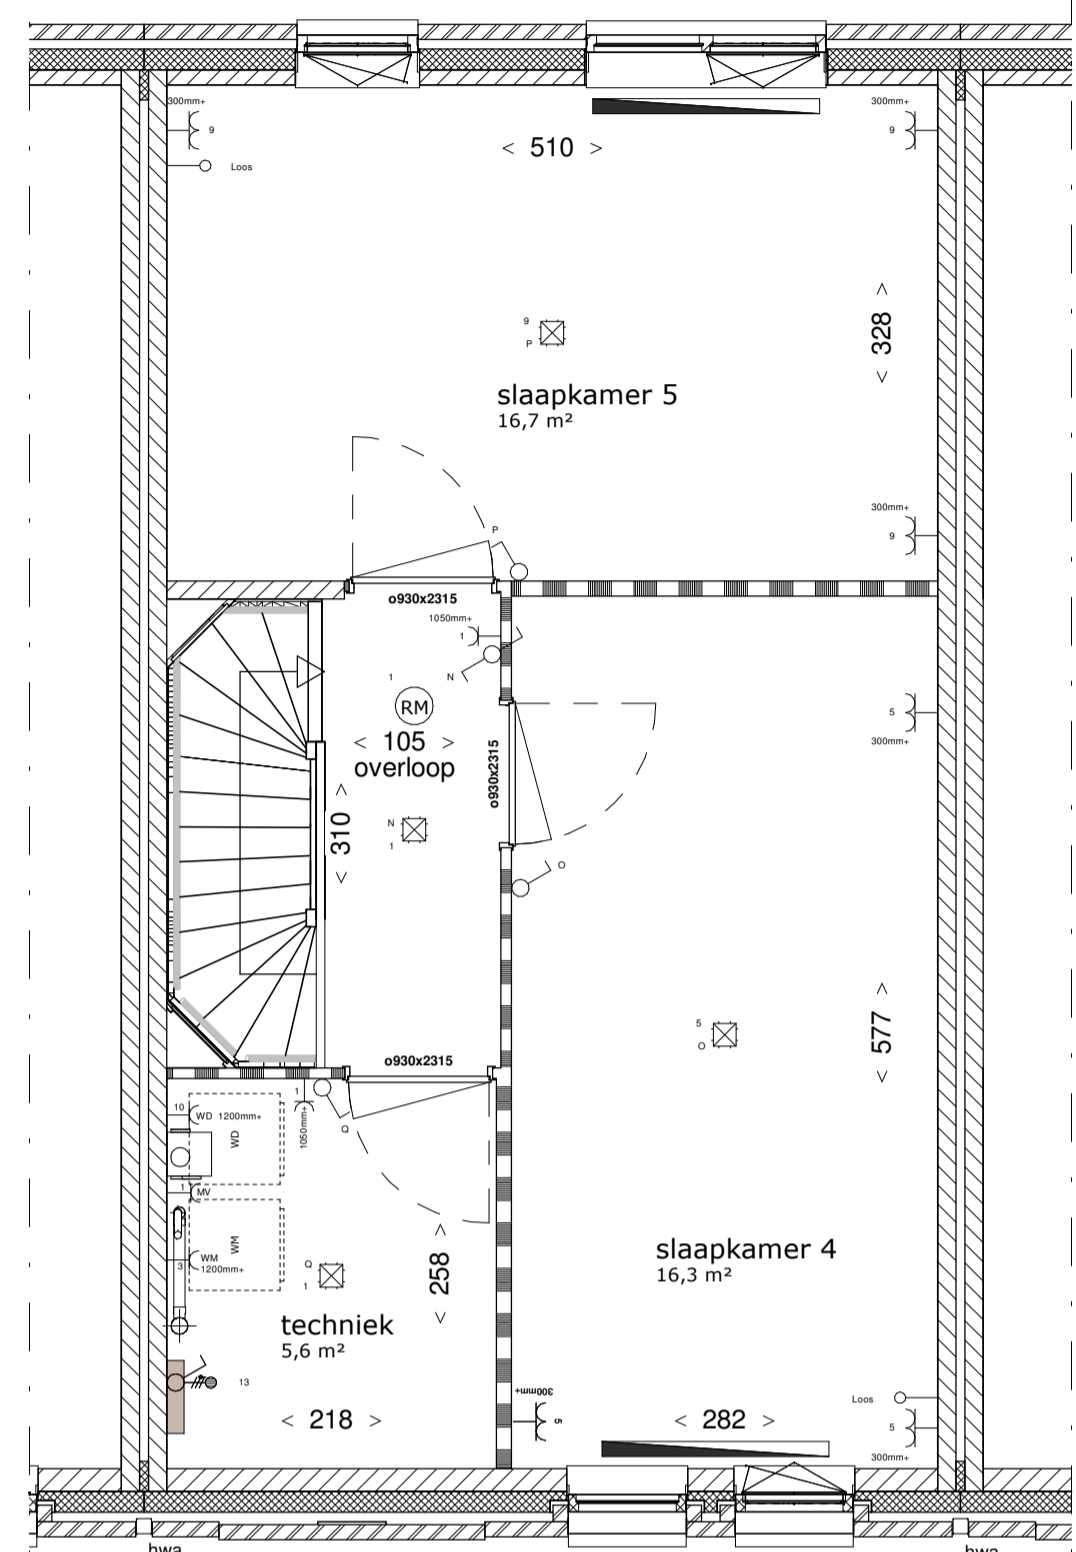 300mm+
9
Loos
< 510 >
300mm+
9
< 328 >
9
P
slaapkamer 5
16,7 m²
300mm+
9
P
o930x2315
1050mm+
1
1
N
RM
< 105 >
overloop
o930x2315
5
300mm+
< 310 >
N
1
O
5
O
< 577 >
o930x2315
1
1050mm+
Q
10
WD 1200mm+
WD
1
MV
WM
WM
1200mm+
3
Q
1
< 258 >
techniek
5,6 m²
slaapkamer 4
16,3 m²
13
< 218 >
300mm+
5
< 282 >
Loos
5
300mm+
hwa
hwa